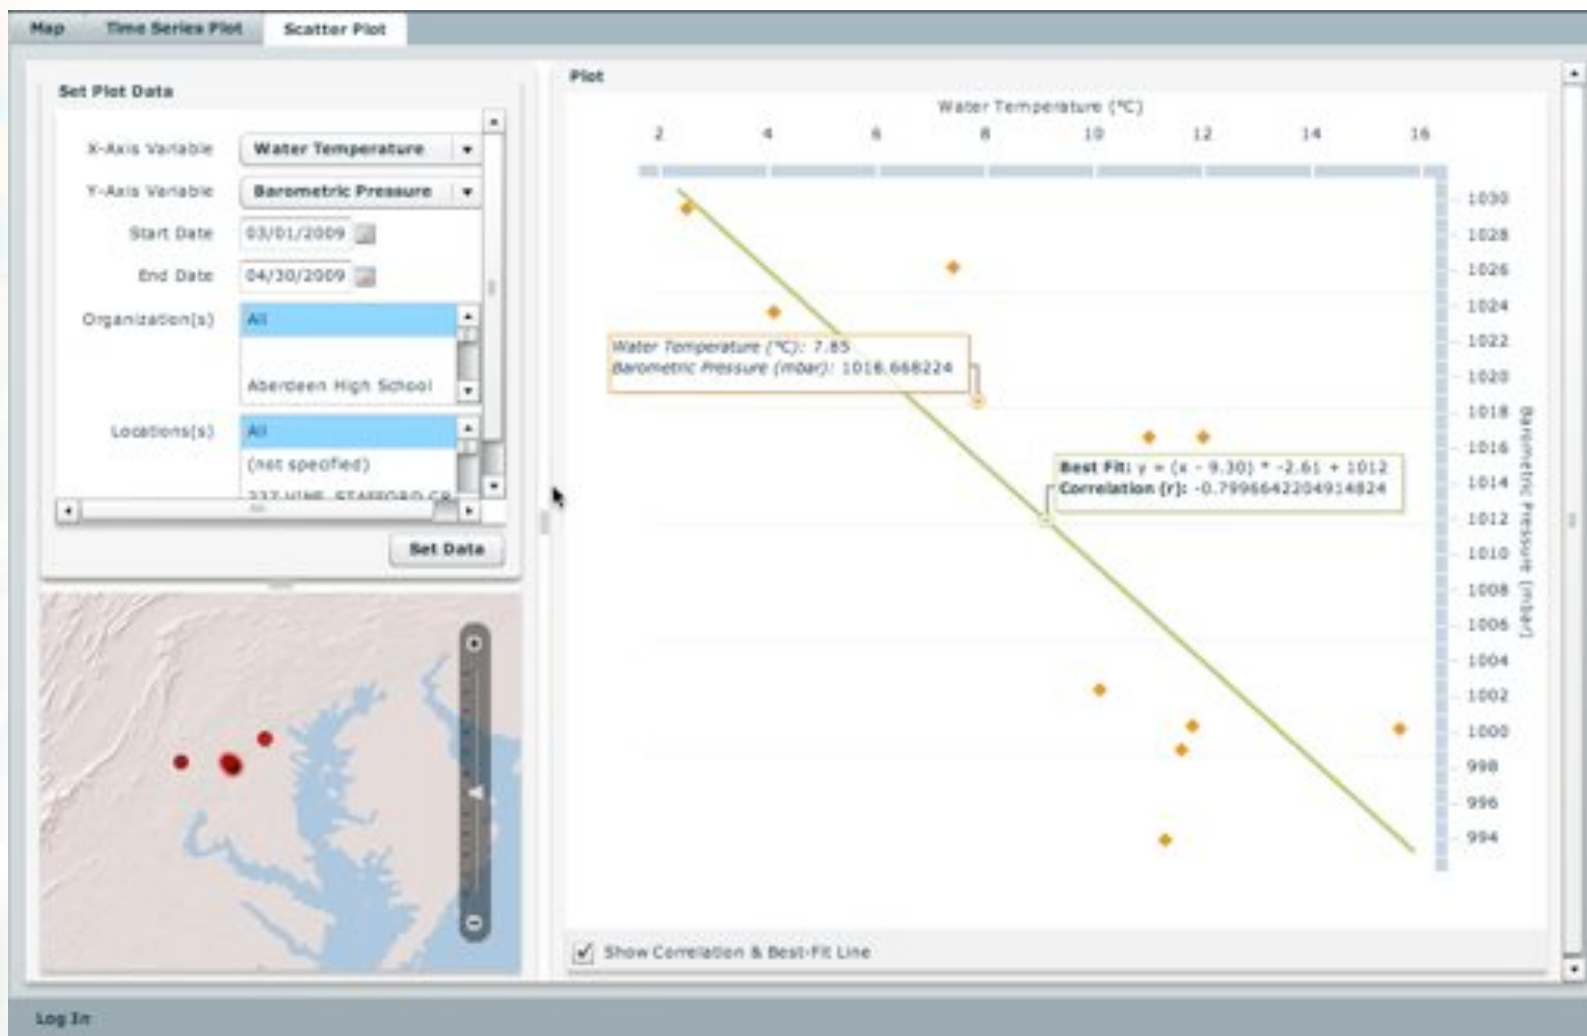 Map Time Series Plot Scatter Plot
Set Plot Data
X-Axis Variable Water Temperature
Y-Axis Variable Barometric Pressure
Start Date 03/01/2009
End Date 04/30/2009
Organization(s) All
Aberdeen High School
Locations(s) All
(not specified)
Set Data
Plot
Water Temperature (°C)
2 4 6 8 10 12 14 16
1030
1028
1026
1024
1022
1020
1018
1016
1014
1012
1010
1008
1006
1004
1002
1000
998
996
994
Barometric Pressure (mbar)
Water Temperature (°C): 7.85
Barometric Pressure (mbar): 1018.668224
Best Fit: y = (x - 9.30) * -2.61 + 1012
Correlation (r): -0.7996642204914824
Show Correlation & Best-Fit Line
Log In